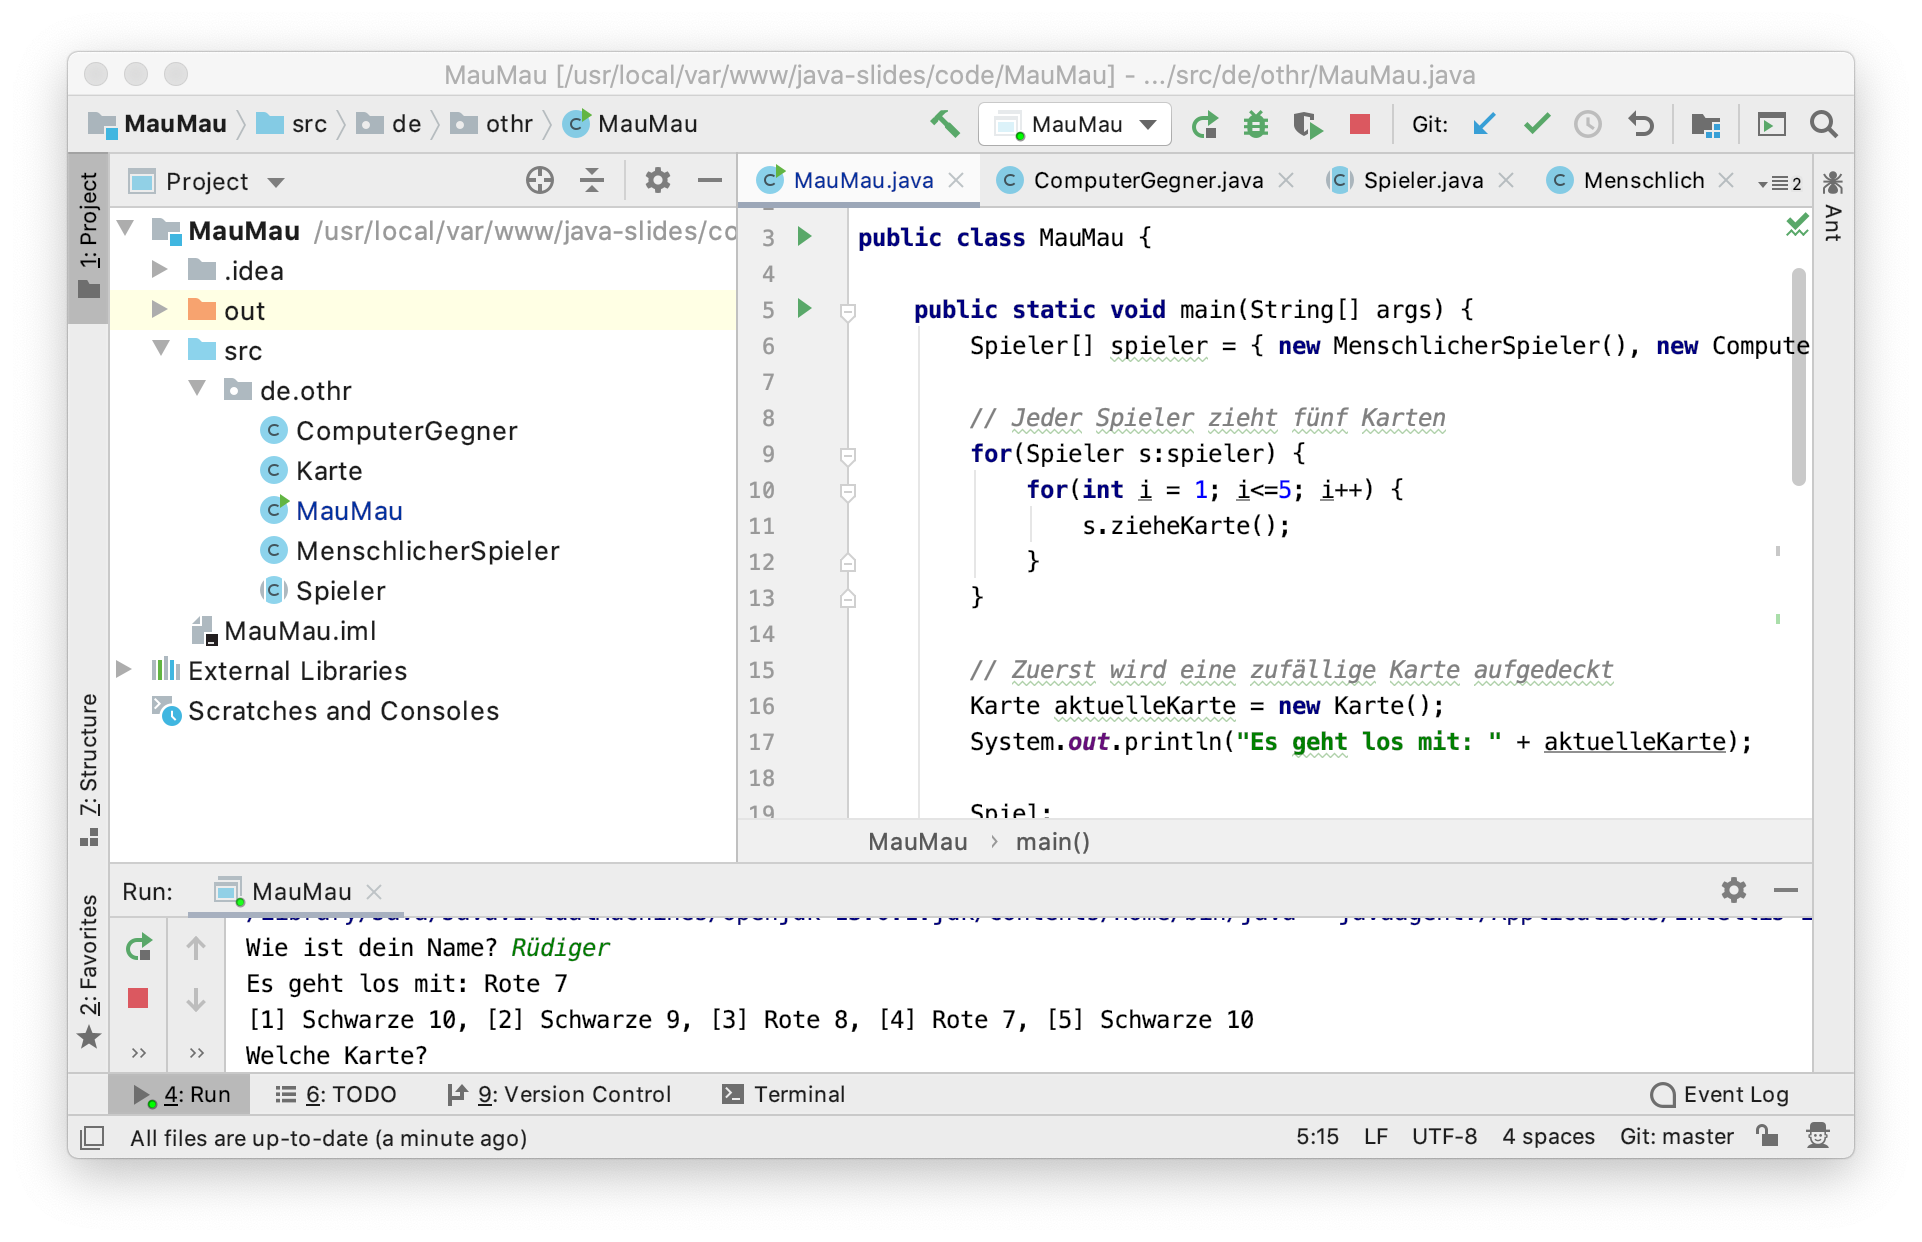 MauMau [/usr/local/var/www/java-slides/code/MauMau] - .../src/de/othr/MauMau.java
MauMau src de othr MauMau
MauMau Git:
1: Project
Project
MauMau /usr/local/var/www/java-slides/co
.idea
out
src
de.othr
ComputerGegner
Karte
MauMau
MenschlicherSpieler
Spieler
MauMau.iml
External Libraries
Scratches and Consoles
7: Structure
2: Favorites
MauMau.java ComputerGegner.java Spieler.java Menschlich 2
Ant
3 public class MauMau {
4
5 public static void main(String[] args) {
6 Spieler[] spieler = { new MenschlicherSpieler(), new Compute
7
8 // Jeder Spieler zieht fünf Karten
9 for(Spieler s:spieler) {
10 for(int i = 1; i<=5; i++) {
11 s.zieheKarte();
12 }
13 }
14
15 // Zuerst wird eine zufällige Karte aufgedeckt
16 Karte aktuelleKarte = new Karte();
17 System.out.println("Es geht los mit: " + aktuelleKarte);
18
19 Spiel:
MauMau › main()
Run: MauMau
Wie ist dein Name? Rüdiger
Es geht los mit: Rote 7
[1] Schwarze 10, [2] Schwarze 9, [3] Rote 8, [4] Rote 7, [5] Schwarze 10
Welche Karte?
4: Run 6: TODO 9: Version Control Terminal Event Log
All files are up-to-date (a minute ago) 5:15 LF UTF-8 4 spaces Git: master